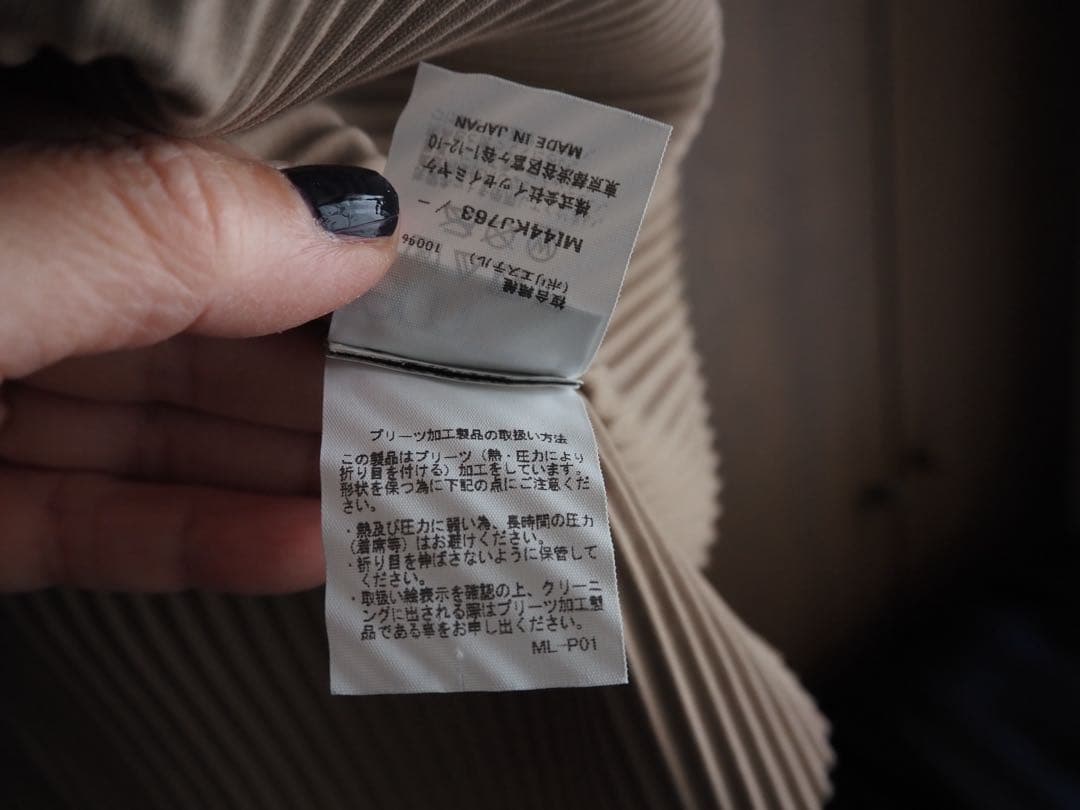 複合繊維
(ポリエステル) 100%
MI44KJ763
株式会社イッセイミヤケ
東京都渋谷区富ヶ谷1-12-10
MADE IN JAPAN
プリーツ加工製品の取扱い方法
この製品はプリーツ(熱・圧力により
折り目を付ける)加工をしています。
形状を保つ為に下記の点にご注意くだ
さい。
・熱及び圧力に弱い為、長時間の圧力
(着席等)はお避けください。
・折り目を伸ばさないように保管して
ください。
・取扱い絵表示を確認の上、クリーニ
ングに出される際はプリーツ加工製
品である事をお申し出ください。
ML-P01